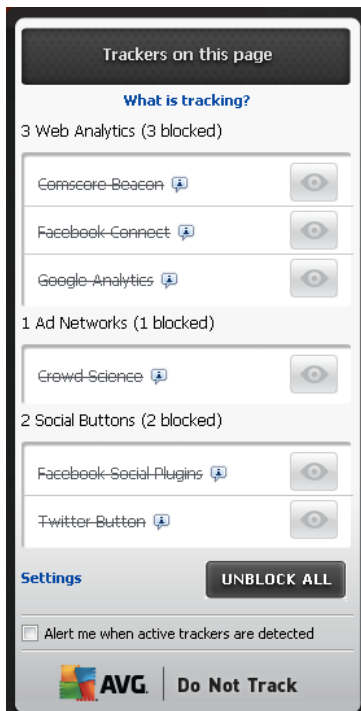 Trackers on this page
What is tracking?
3 Web Analytics (3 blocked)
Comscore Beacon
Facebook Connect
Google Analytics
1 Ad Networks (1 blocked)
Crowd Science
2 Social Buttons (2 blocked)
Facebook Social Plugins
Twitter Button
Settings UNBLOCK ALL
Alert me when active trackers are detected
AVG. Do Not Track